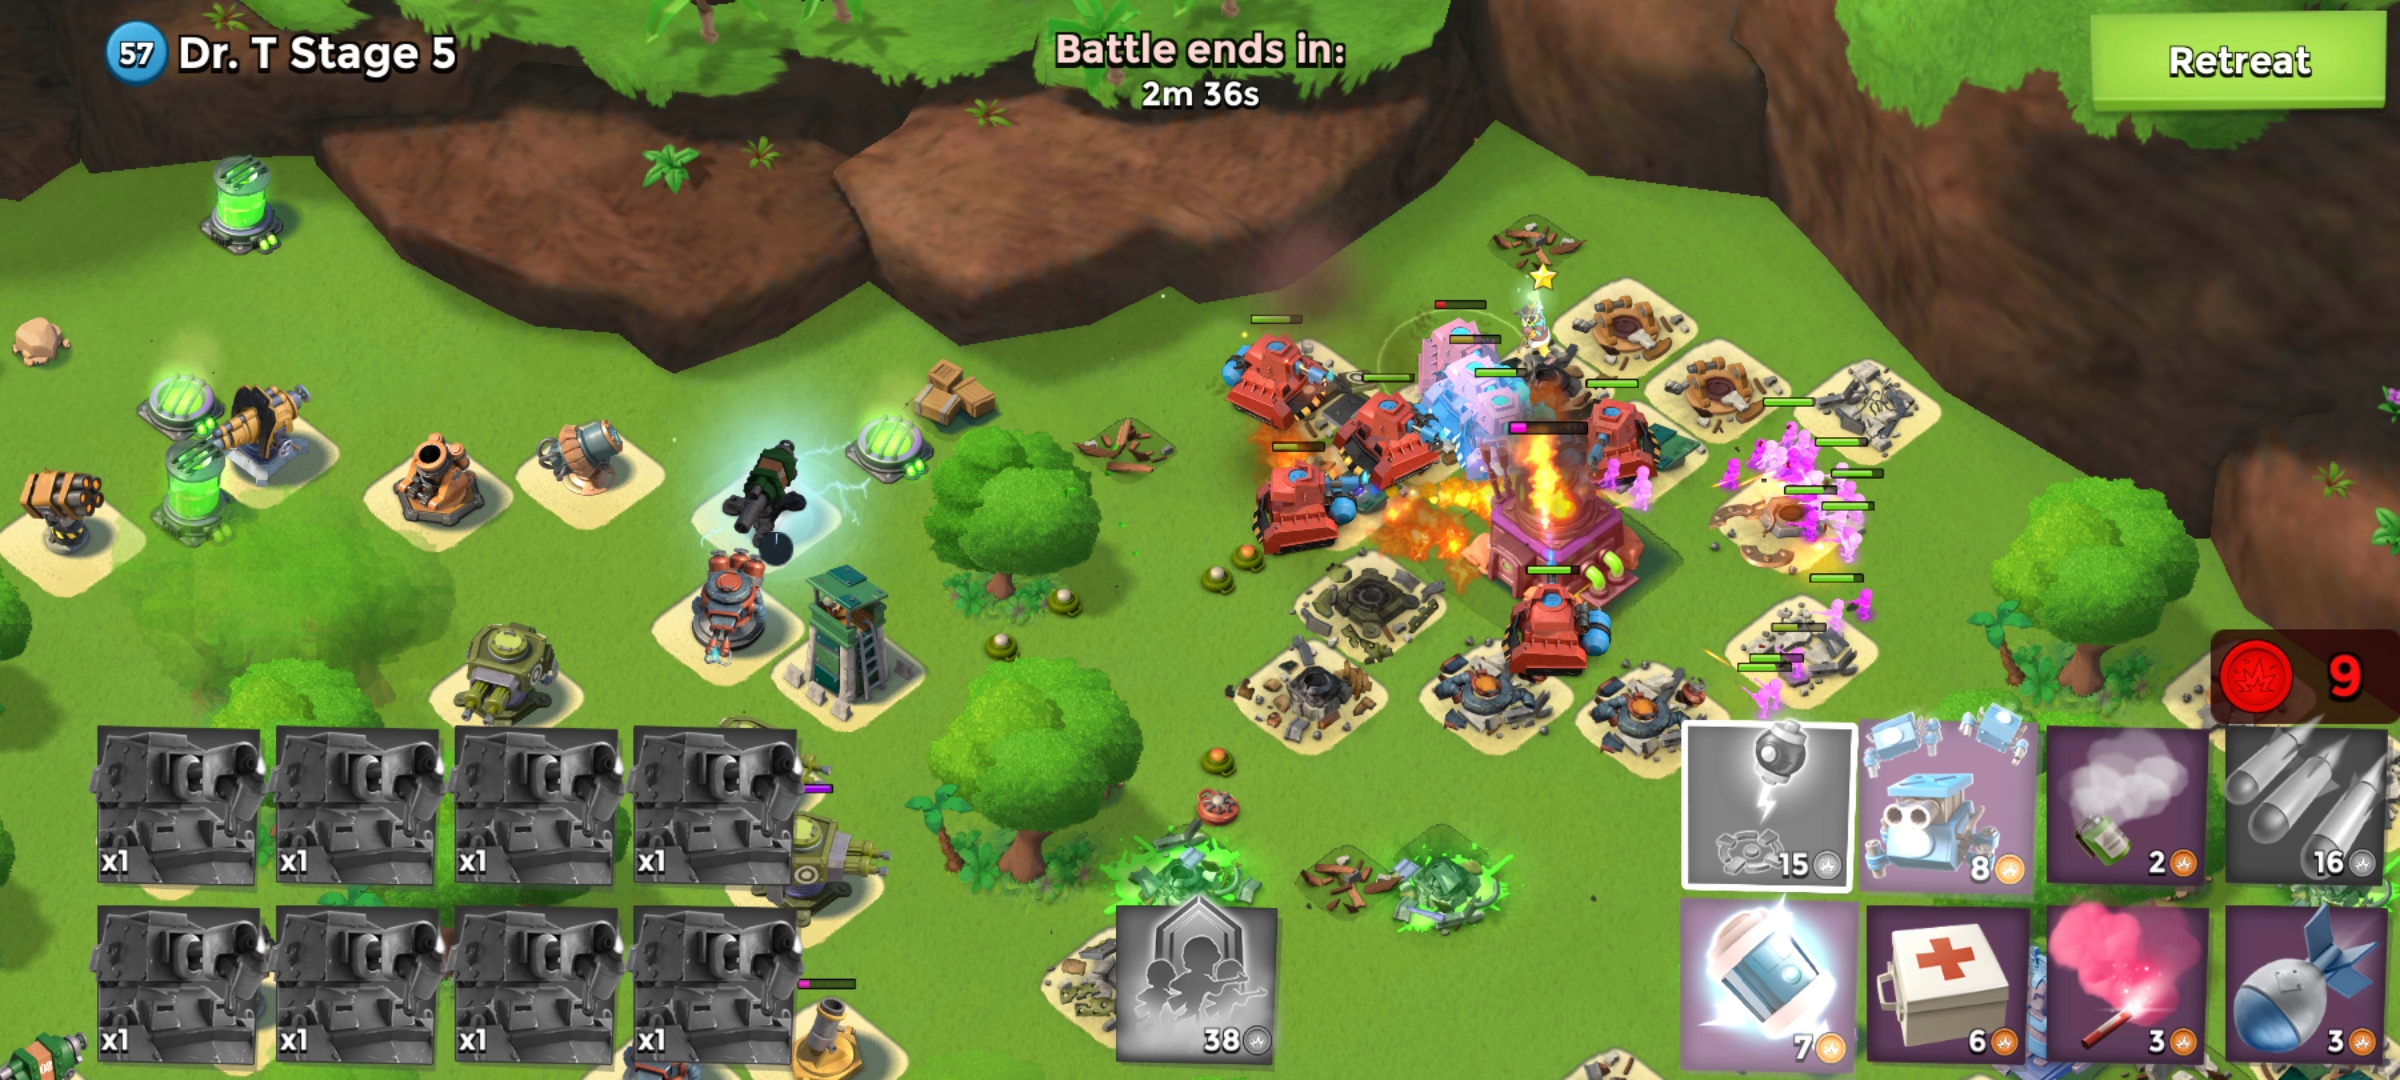 57 Dr. T Stage 5
Battle ends in:
2m 36s
Retreat
9
x1 x1 x1 x1
15 8 2 16
x1 x1 x1 x1
38
7 6 3 3